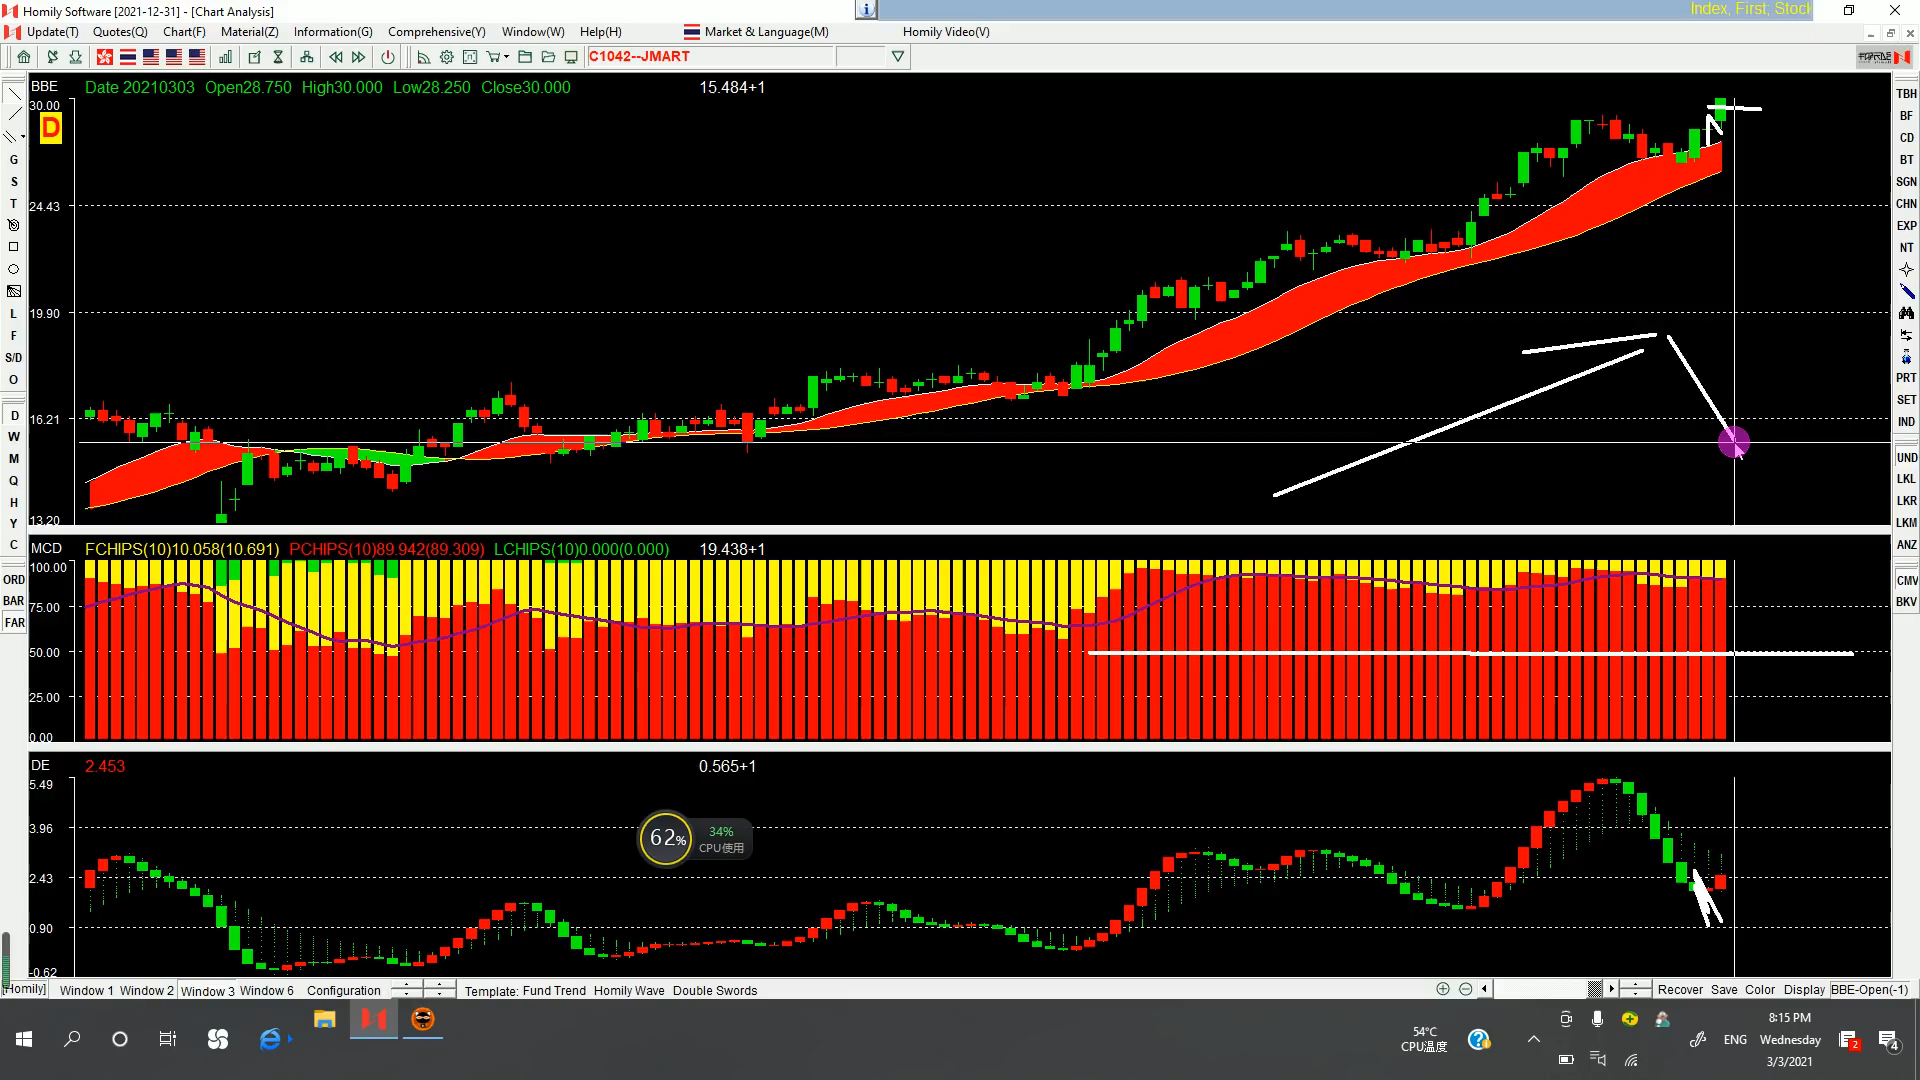 Homily Software [2021-12-31] - [Chart Analysis]
Index, First; Stock
Update(T) Quotes(Q) Chart(F) Material(Z) Information(G) Comprehensive(Y) Window(W) Help(H) Market & Language(M) Homily Video(V)
C1042--JMART
BBE Date 20210303 Open28.750 High30.000 Low28.250 Close30.000 15.484+1
30.00
D
24.43
19.90
16.21
13.20
MCD FCHIPS(10)10.058(10.691) PCHIPS(10)89.942(89.309) LCHIPS(10)0.000(0.000) 19.438+1
100.00
75.00
50.00
25.00
0.00
DE 2.453 0.565+1
5.49
3.96
2.43
0.90
-0.62
62%
34%
CPU使用
G
S
T
L
F
S/D
O
D
W
M
Q
H
Y
C
ORD
BAR
FAR
TBH
BF
CD
BT
SGN
CHN
EXP
NT
PRT
SET
IND
UND
LKL
LKR
LKM
ANZ
CMV
BKV
[Homily] Window 1 Window 2 Window 3 Window 6 Configuration Template: Fund Trend Homily Wave Double Swords Recover Save Color Display BBE-Open(-1)
54°C
CPU温度
ENG
8:15 PM
Wednesday
3/3/2021
2
4